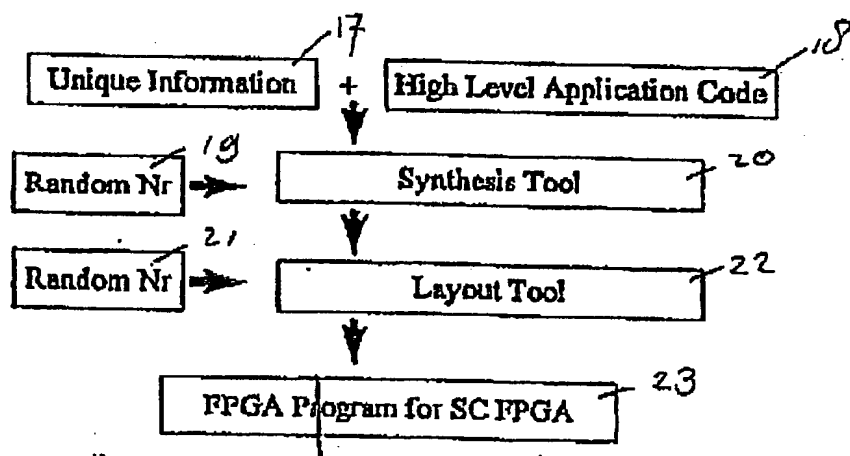 17
18
Unique Information + High Level Application Code
19
20
Random Nr Synthesis Tool
21
22
Random Nr Layout Tool
23
FPGA Program for SC FPGA